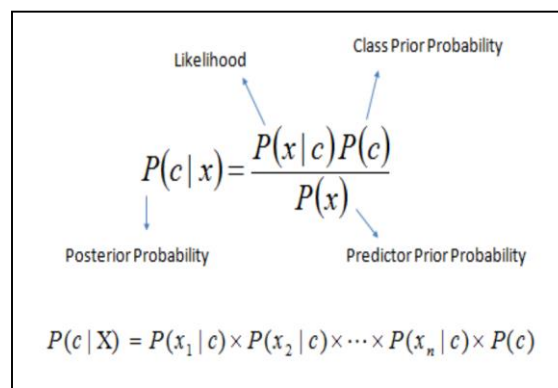 Likelihood
Class Prior Probability
P(c | x) = P(x | c)P(c) / P(x)
Posterior Probability
Predictor Prior Probability
P(c | X) = P(x₁ | c) × P(x₂ | c) × ⋯ × P(xₙ | c) × P(c)